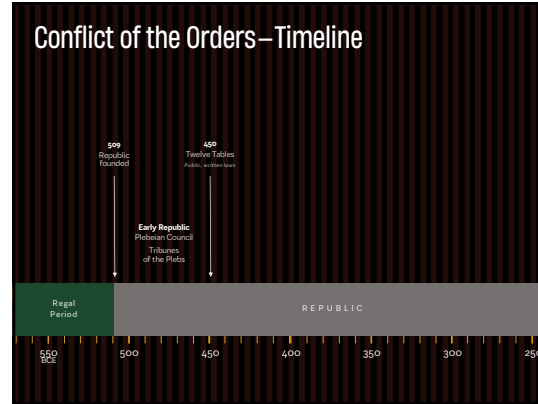 Conflict of the Orders–Timeline
509
Republic
founded
450
Twelve Tables
Public, written laws
Early Republic
Plebeian Council
Tribunes
of the Plebs
Regal
Period
REPUBLIC
550
BCE
500
450
400
350
300
250